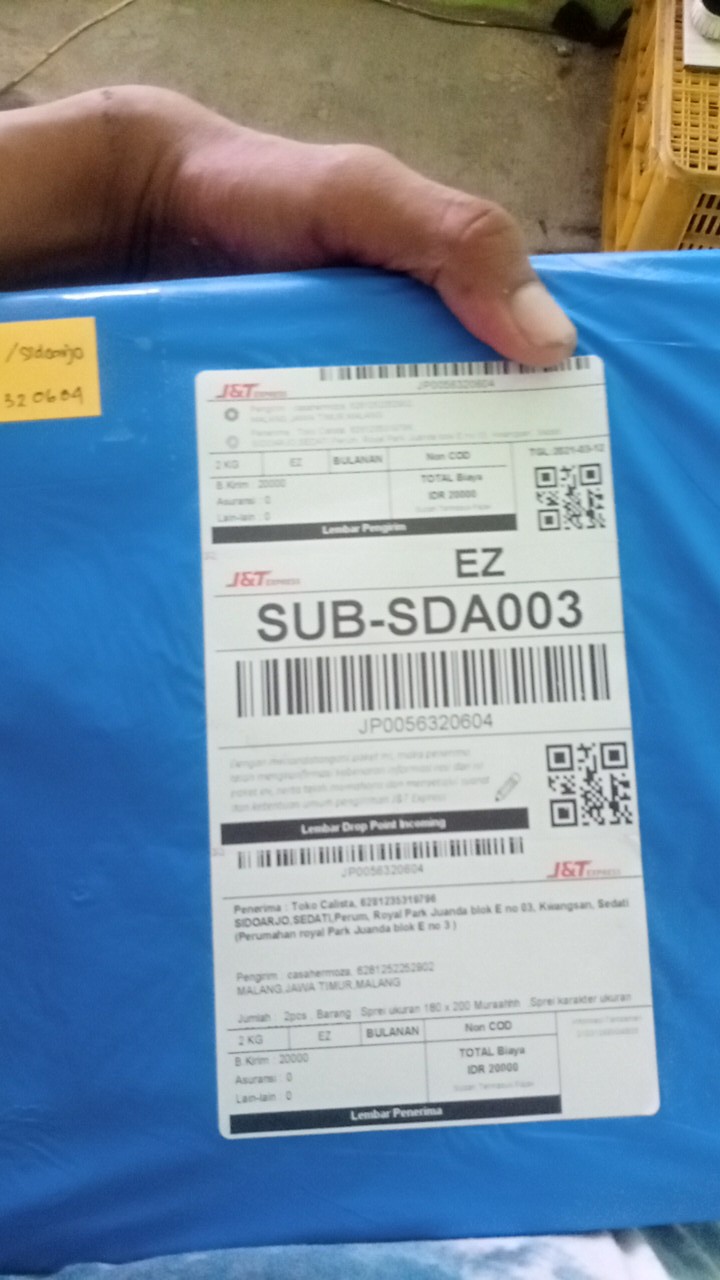 /Sidoarjo
320604
J&T EXPRESS
JP0056320604
MALANG,JAWA TIMUR,MALANG
2 KG EZ BULANAN Non COD TGL:2021-03-12
B.Kirim : 20000
Asuransi : 0
Lain-lain : 0
TOTAL Biaya
IDR 20000
Lembar Pengirim
J&T EXPRESS
EZ
SUB-SDA003
JP0056320604
Lembar Drop Point Incoming
JP0056320604
J&T EXPRESS
Penerima : Toko Calista, 6281235319796
SIDOARJO,SEDATI,Perum, Royal Park Juanda blok E no 03, Kwangsan, Sedati
(Perumahan royal Park Juanda blok E no 3 )
Pengirim : casahermoza, 6281252252802
MALANG,JAWA TIMUR,MALANG
Jumlah : 2pcs Barang : Sprei ukuran 180 x 200 Muraahhh Sprei karakter ukuran
2 KG EZ BULANAN Non COD
B.Kirim : 20000
Asuransi : 0
Lain-lain : 0
TOTAL Biaya
IDR 20000
Lembar Penerima